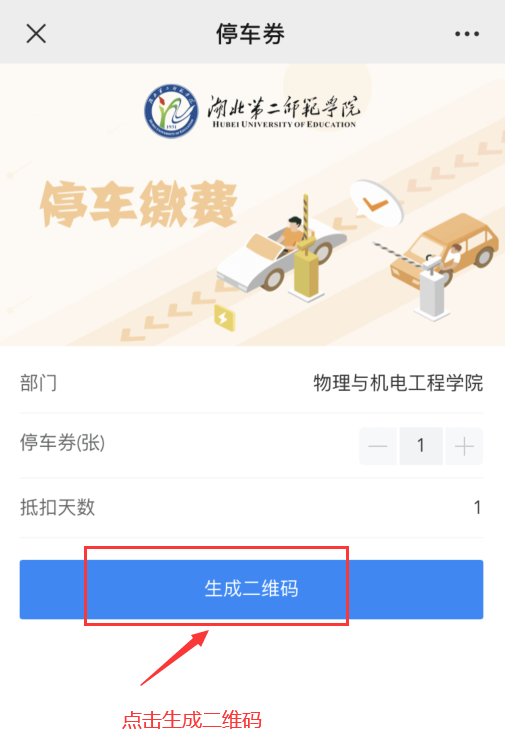 停车券
湖北第二师范学院
HUBEI UNIVERSITY OF EDUCATION
1931
停车缴费
部门 物理与机电工程学院
停车券(张) 1
抵扣天数 1
生成二维码
点击生成二维码